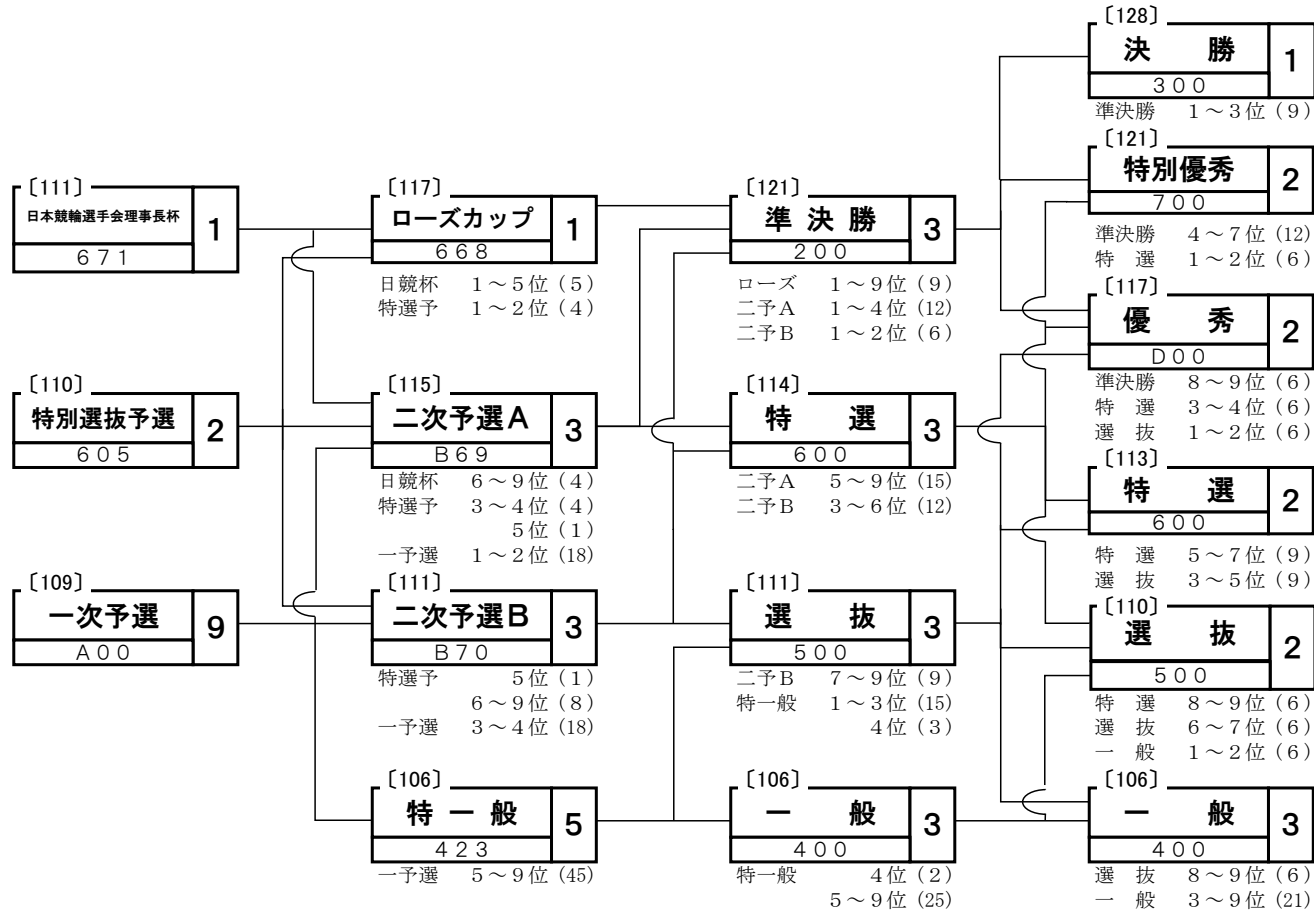 〔111〕
日本競輪選手会理事長杯
1
671
〔110〕
特別選抜予選
2
605
〔109〕
一次予選
9
A00
〔117〕
ローズカップ
1
668
日競杯 1～5位 (5)
特選予 1～2位 (4)
〔115〕
二次予選A
3
B69
日競杯 6～9位 (4)
特選予 3～4位 (4)
5位 (1)
一予選 1～2位 (18)
〔111〕
二次予選B
3
B70
特選予 5位 (1)
6～9位 (8)
一予選 3～4位 (18)
〔106〕
特一般
5
423
一予選 5～9位 (45)
〔121〕
準決勝
3
200
ローズ 1～9位 (9)
二予A 1～4位 (12)
二予B 1～2位 (6)
〔114〕
特選
3
600
二予A 5～9位 (15)
二予B 3～6位 (12)
〔111〕
選抜
3
500
二予B 7～9位 (9)
特一般 1～3位 (15)
4位 (3)
〔106〕
一般
3
400
特一般 4位 (2)
5～9位 (25)
〔128〕
決勝
1
300
準決勝 1～3位 (9)
〔121〕
特別優秀
2
700
準決勝 4～7位 (12)
特選 1～2位 (6)
〔117〕
優秀
2
D00
準決勝 8～9位 (6)
特選 3～4位 (6)
選抜 1～2位 (6)
〔113〕
特選
2
600
特選 5～7位 (9)
選抜 3～5位 (9)
〔110〕
選抜
2
500
特選 8～9位 (6)
選抜 6～7位 (6)
一般 1～2位 (6)
〔106〕
一般
3
400
選抜 8～9位 (6)
一般 3～9位 (21)